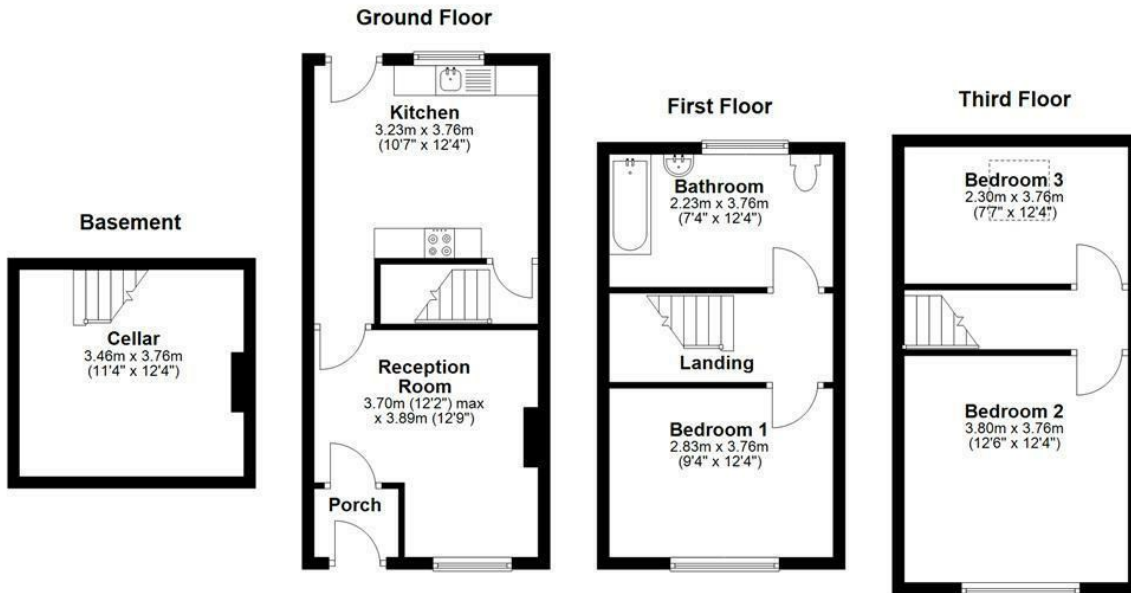 Basement
Cellar
3.46m x 3.76m
(11'4" x 12'4")
Ground Floor
Kitchen
3.23m x 3.76m
(10'7" x 12'4")
Reception
Room
3.70m (12'2") max
x 3.89m (12'9")
Porch
First Floor
Bathroom
2.23m x 3.76m
(7'4" x 12'4")
Landing
Bedroom 1
2.83m x 3.76m
(9'4" x 12'4")
Third Floor
Bedroom 3
2.30m x 3.76m
(7'7" x 12'4")
Bedroom 2
3.80m x 3.76m
(12'6" x 12'4")